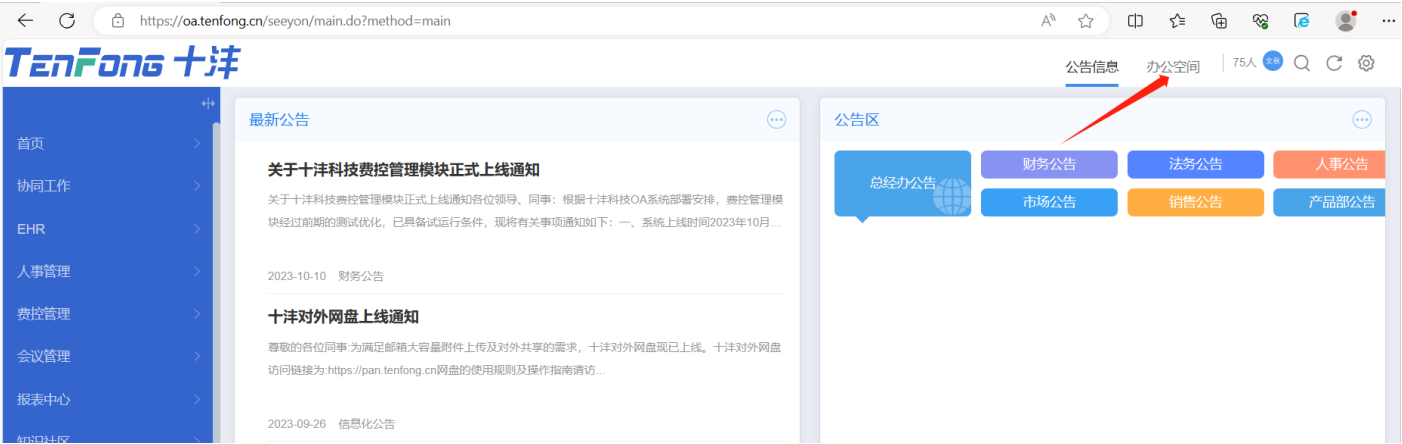 https://oa.tenfong.cn/seeyon/main.do?method=main
TENFONG 十沣
公告信息 办公空间 75人 文秋
首页
协同工作
EHR
人事管理
费控管理
会议管理
报表中心
知识社区
最新公告
关于十沣科技费控管理模块正式上线通知
关于十沣科技费控管理模块正式上线通知各位领导、同事：根据十沣科技OA系统部署安排，费控管理模
块经过前期的测试优化，已具备试运行条件，现将有关事项通知如下：一、系统上线时间2023年10月...
2023-10-10 财务公告
十沣对外网盘上线通知
尊敬的各位同事:为满足邮箱大容量附件上传及对外共享的需求，十沣对外网盘现已上线。十沣对外网盘
访问链接为:https://pan.tenfong.cn网盘的使用规则及操作指南请访...
2023-09-26 信息化公告
公告区
总经办公告
财务公告 法务公告 人事公告
市场公告 销售公告 产品部公告